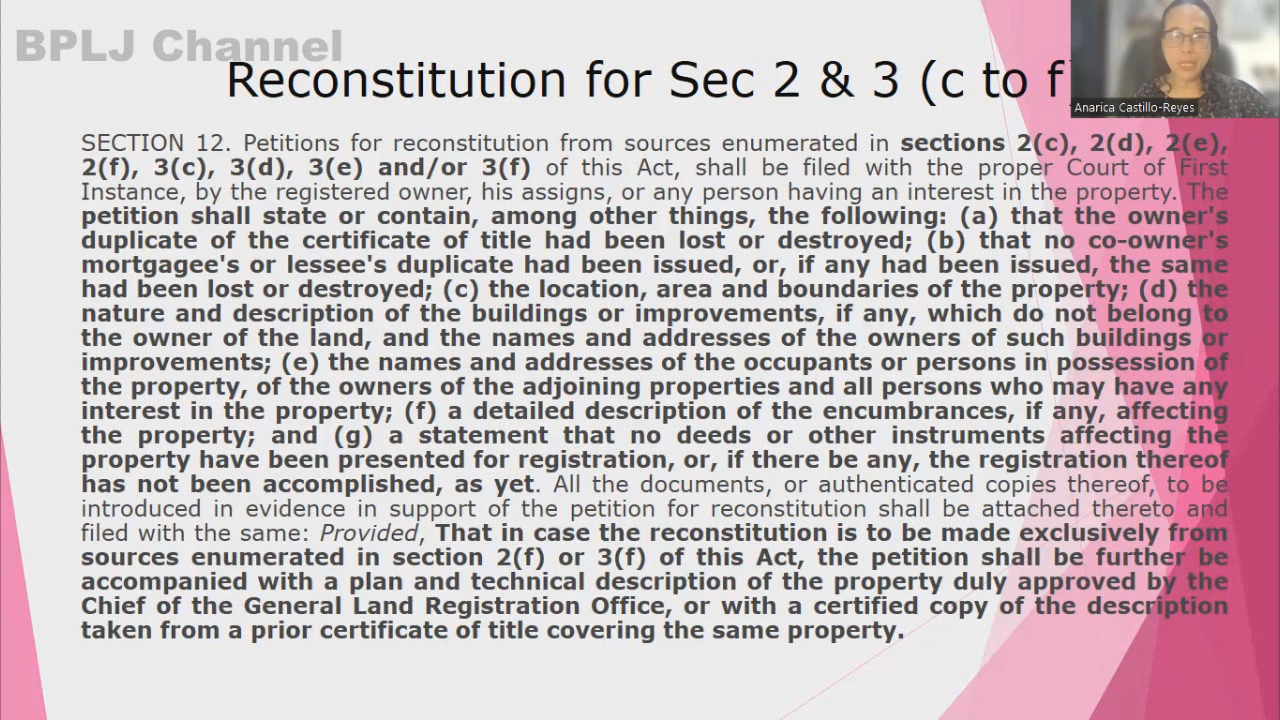 BPLJ Channel
Reconstitution for Sec 2 & 3 (c to f)
Anarica Castillo-Reyes
SECTION 12. Petitions for reconstitution from sources enumerated in sections 2(c), 2(d), 2(e),
2(f), 3(c), 3(d), 3(e) and/or 3(f) of this Act, shall be filed with the proper Court of First
Instance, by the registered owner, his assigns, or any person having an interest in the property. The
petition shall state or contain, among other things, the following: (a) that the owner's
duplicate of the certificate of title had been lost or destroyed; (b) that no co-owner's
mortgagee's or lessee's duplicate had been issued, or, if any had been issued, the same
had been lost or destroyed; (c) the location, area and boundaries of the property; (d) the
nature and description of the buildings or improvements, if any, which do not belong to
the owner of the land, and the names and addresses of the owners of such buildings or
improvements; (e) the names and addresses of the occupants or persons in possession of
the property, of the owners of the adjoining properties and all persons who may have any
interest in the property; (f) a detailed description of the encumbrances, if any, affecting
the property; and (g) a statement that no deeds or other instruments affecting the
property have been presented for registration, or, if there be any, the registration thereof
has not been accomplished, as yet. All the documents, or authenticated copies thereof, to be
introduced in evidence in support of the petition for reconstitution shall be attached thereto and
filed with the same: Provided, That in case the reconstitution is to be made exclusively from
sources enumerated in section 2(f) or 3(f) of this Act, the petition shall be further be
accompanied with a plan and technical description of the property duly approved by the
Chief of the General Land Registration Office, or with a certified copy of the description
taken from a prior certificate of title covering the same property.